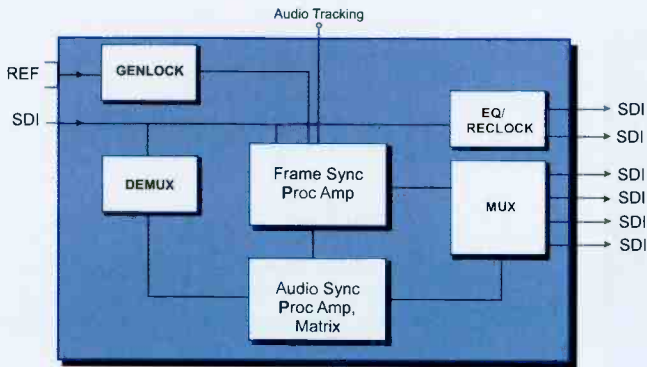 Audio Tracking
REF
GENLOCK
SDI
EQ/
RECLOCK
SDI
SDI
DEMUX
Frame Sync
Proc Amp
MUX
SDI
SDI
SDI
SDI
Audio Sync
Proc Amp,
Matrix